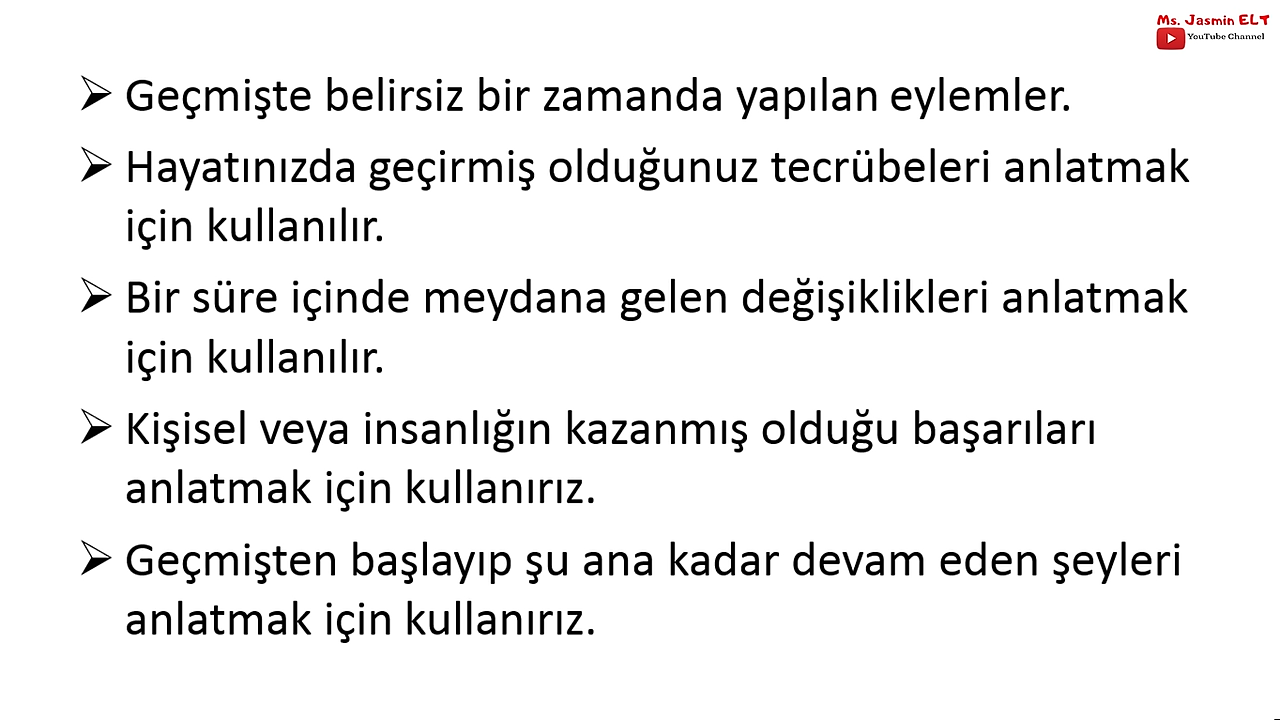 Ms. Jasmin ELT
YouTube Channel
Geçmişte belirsiz bir zamanda yapılan eylemler.
Hayatınızda geçirmiş olduğunuz tecrübeleri anlatmak
için kullanılır.
Bir süre içinde meydana gelen değişiklikleri anlatmak
için kullanılır.
Kişisel veya insanlığın kazanmış olduğu başarıları
anlatmak için kullanırız.
Geçmişten başlayıp şu ana kadar devam eden şeyleri
anlatmak için kullanırız.